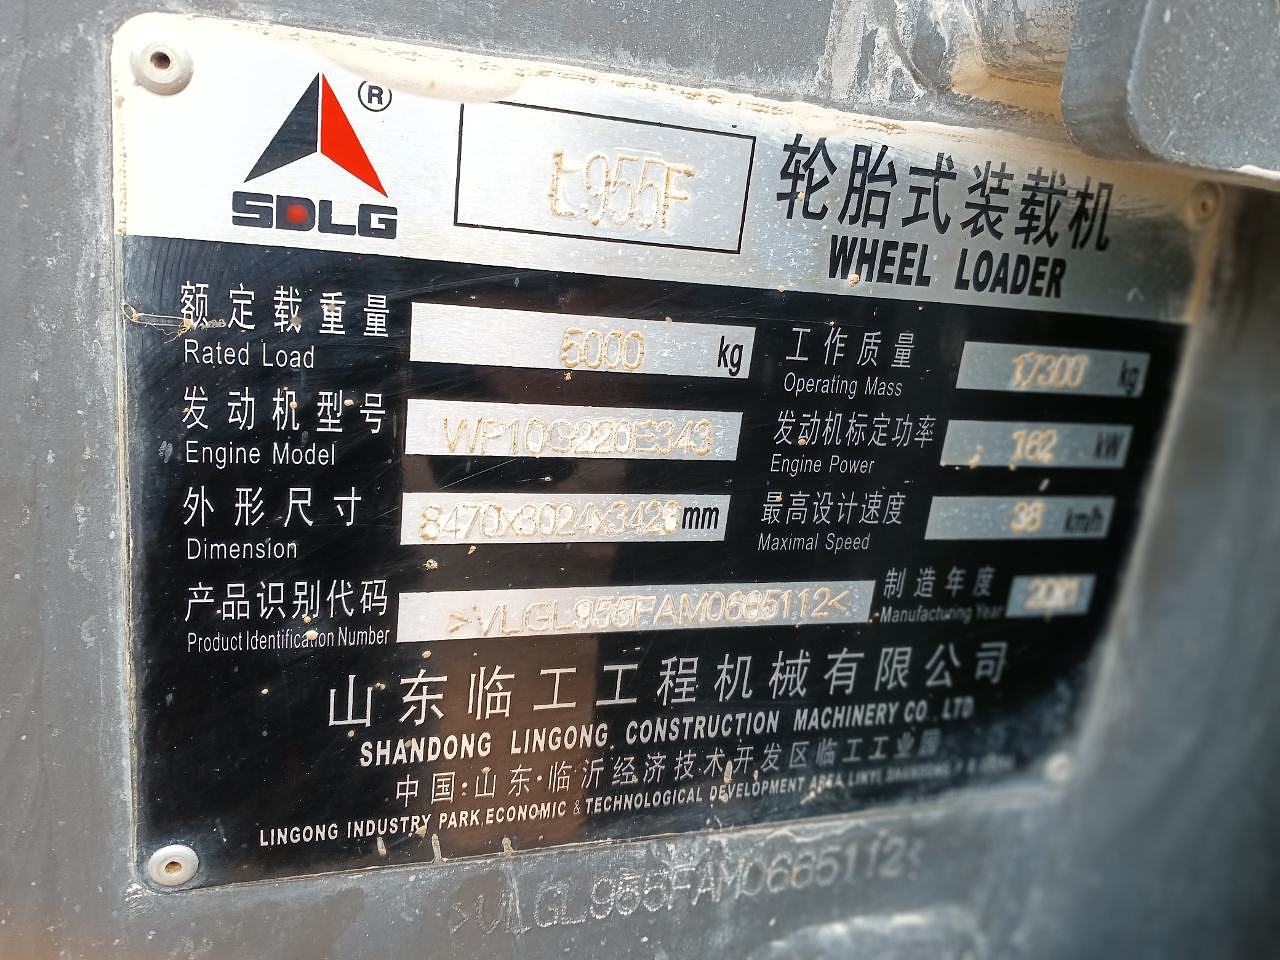 ®
SDLG
L955F
轮胎式装载机
WHEEL LOADER
额定载重量
Rated Load
5000 kg
工作质量
Operating Mass
17300 kg
发动机型号
Engine Model
WP10G220E343
发动机标定功率
Engine Power
162 kW
外形尺寸
Dimension
8470x3024x3423 mm
最高设计速度
Maximal Speed
38 km/h
产品识别代码
Product Identification Number
>VLGL955FAM0665112<
制造年度
Manufacturing Year
山东临工工程机械有限公司
SHANDONG LINGONG CONSTRUCTION MACHINERY CO.,LTD
中国:山东·临沂经济技术开发区临工工业园
LINGONG INDUSTRY PARK,ECONOMIC & TECHNOLOGICAL DEVELOPMENT AREA, LINYI, SHANDONG, P.R.
>VLGL955FAM0665112<